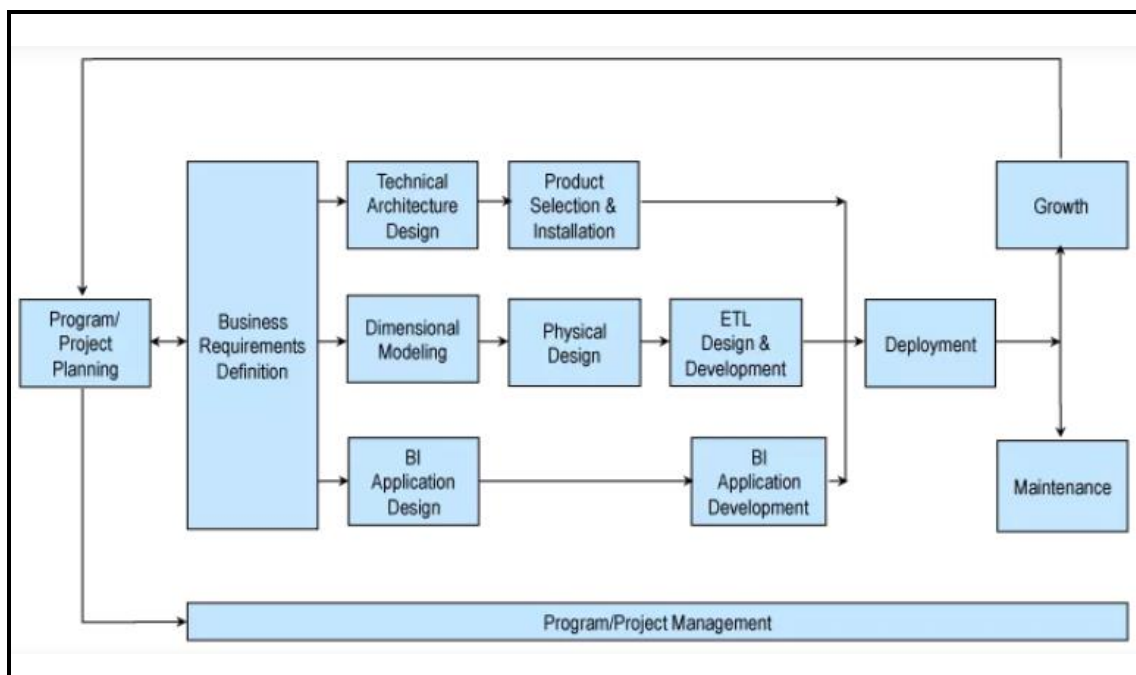 Program/
Project
Planning
Business
Requirements
Definition
Technical
Architecture
Design
Product
Selection &
Installation
Dimensional
Modeling
Physical
Design
ETL
Design &
Development
BI
Application
Design
BI
Application
Development
Deployment
Growth
Maintenance
Program/Project Management